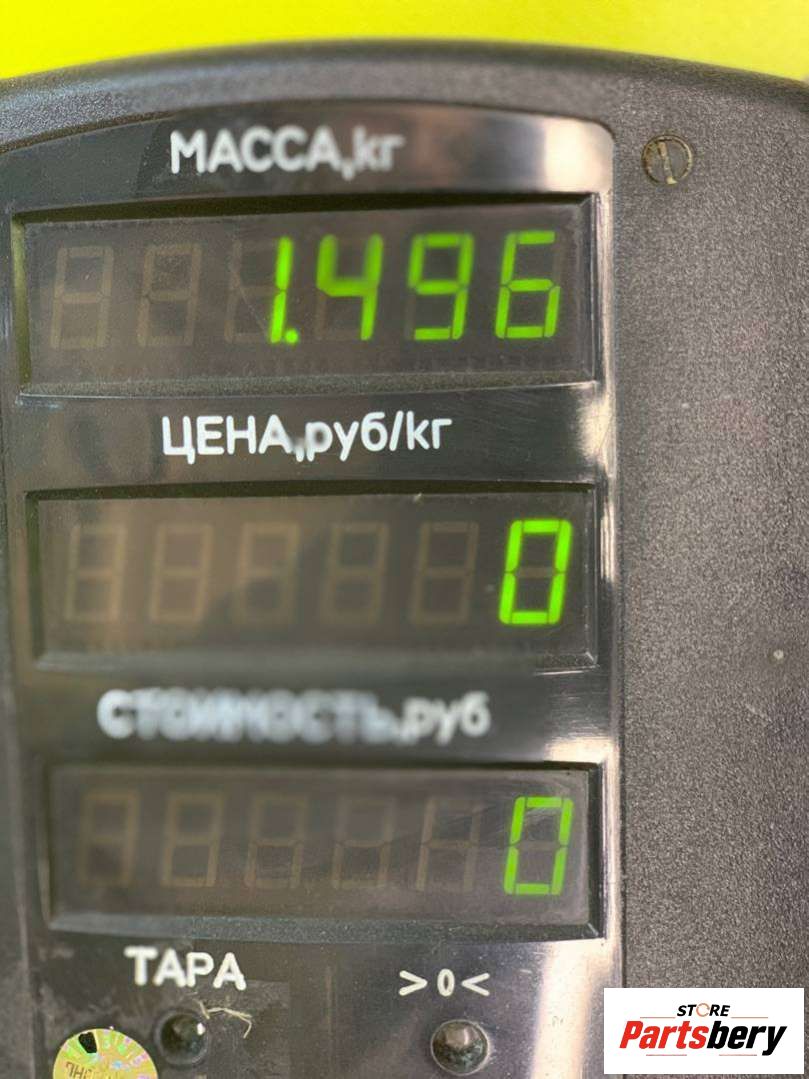 МАССА,кг
1.496
ЦЕНА,руб/кг
0
СТОИМОСТЬ,руб
0
ТАРА >0<
STORE
Partsbery